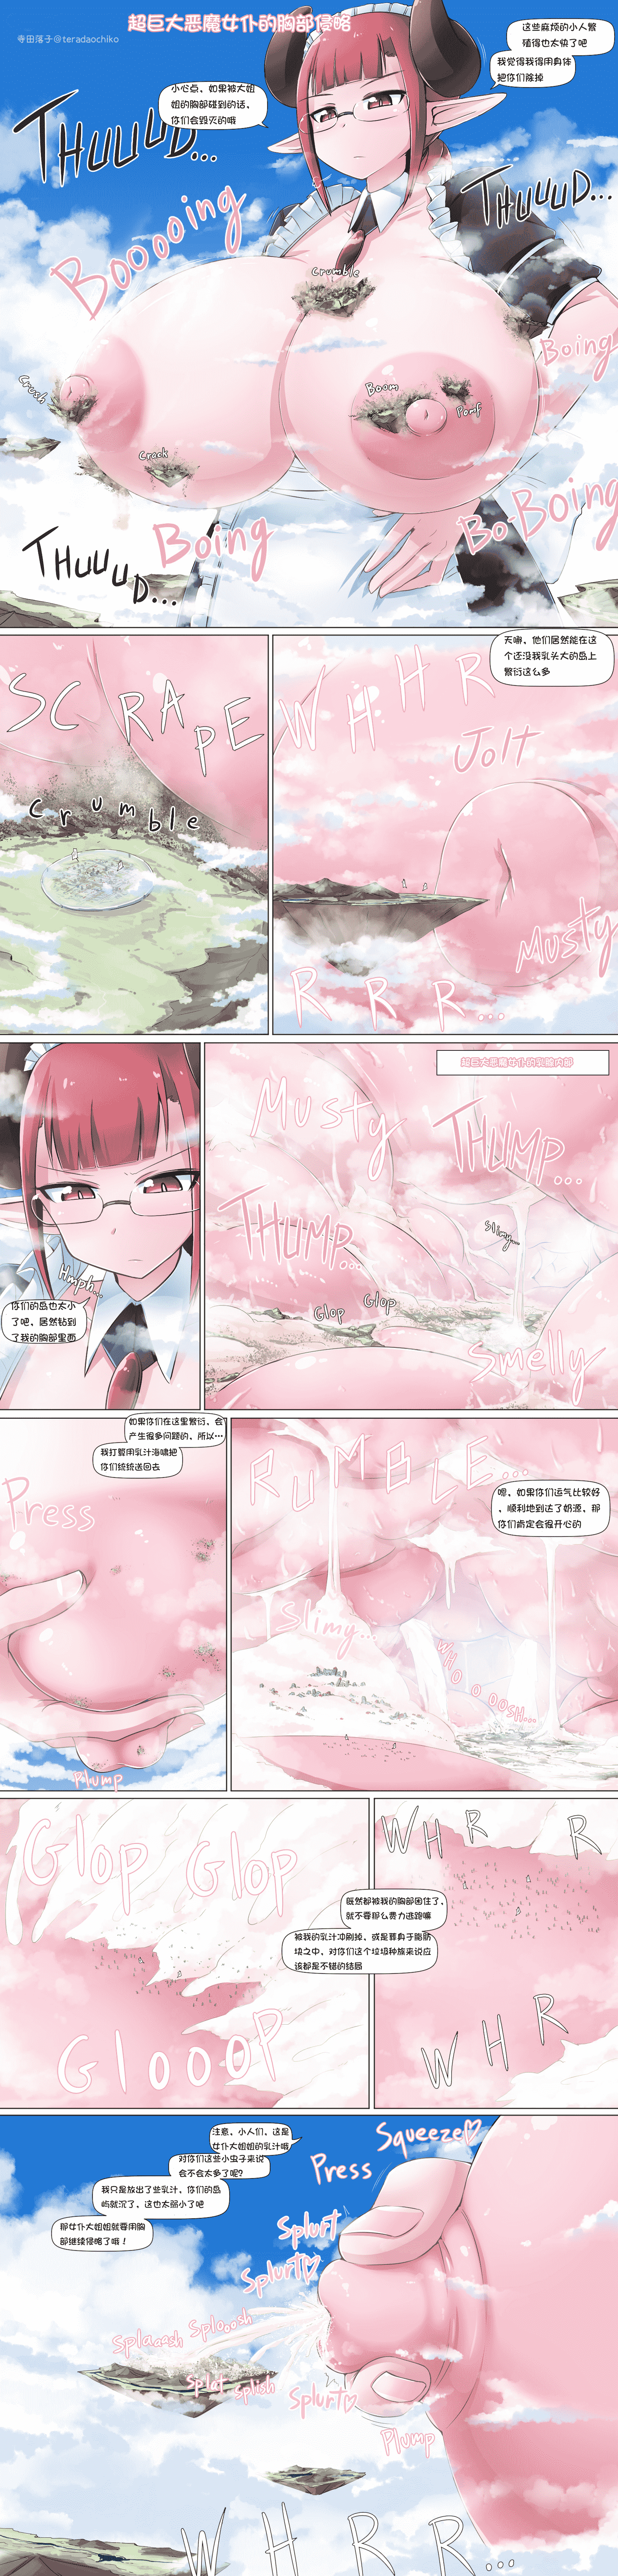 超巨大恶魔女仆的胸部侵略
寺田落子@teradaochiko
这些麻烦的小人繁
殖得也太快了吧
我觉得我得用身体
把你们除掉
小心点，如果被大姐
姐的胸部碰到的话，
你们会毁灭的哦
THUUUD...
THUUUD...
Booooing
Crumble
Boing
Crush
Boom
Pomf
Crack
Boing
Bo-Boing
THUUUD...
SCRAPE
Crumble
天哪，他们居然能在这
个还没我乳头大的岛上
繁衍这么多
WHHR
Jolt
Musty
RRR...
Hmph...
你们的岛也太小
了吧，居然钻到
了我的胸部里面
超巨大恶魔女仆的乳腺内部
Musty
THUMP...
THUMP...
Slimy...
Glop
Glop
Smelly
如果你们在这里繁衍，会
产生很多问题的，所以…
我打算用乳汁海啸把
你们统统送回去
Press
Plump
RUMBLE...
嗯，如果你们运气比较好
，顺利地到达了奶源，那
你们肯定会很开心的
Slimy...
WHOOOOSH...
Glop
Glop
GlOOOP
WHR R
既然都被我的胸部困住了，
就不要那么费力逃跑嘛
被我的乳汁冲刷掉，或是葬身于脂肪
块之中，对你们这个垃圾种族来说应
该都是不错的结局
WHR
注意，小人们，这是
女仆大姐姐的乳汁哦
对你们这些小虫子来说
会不会太多了呢？
我只是放出了些乳汁，你们的岛
屿就沉了，这也太弱小了吧
那女仆大姐姐就要用胸
部继续侵略了哦！
Squeeze♡
Press
Splurt
Splurt♡
Splaaash
Splooosh
Splat
Splish
Splurt♡
Plump
WHRR...